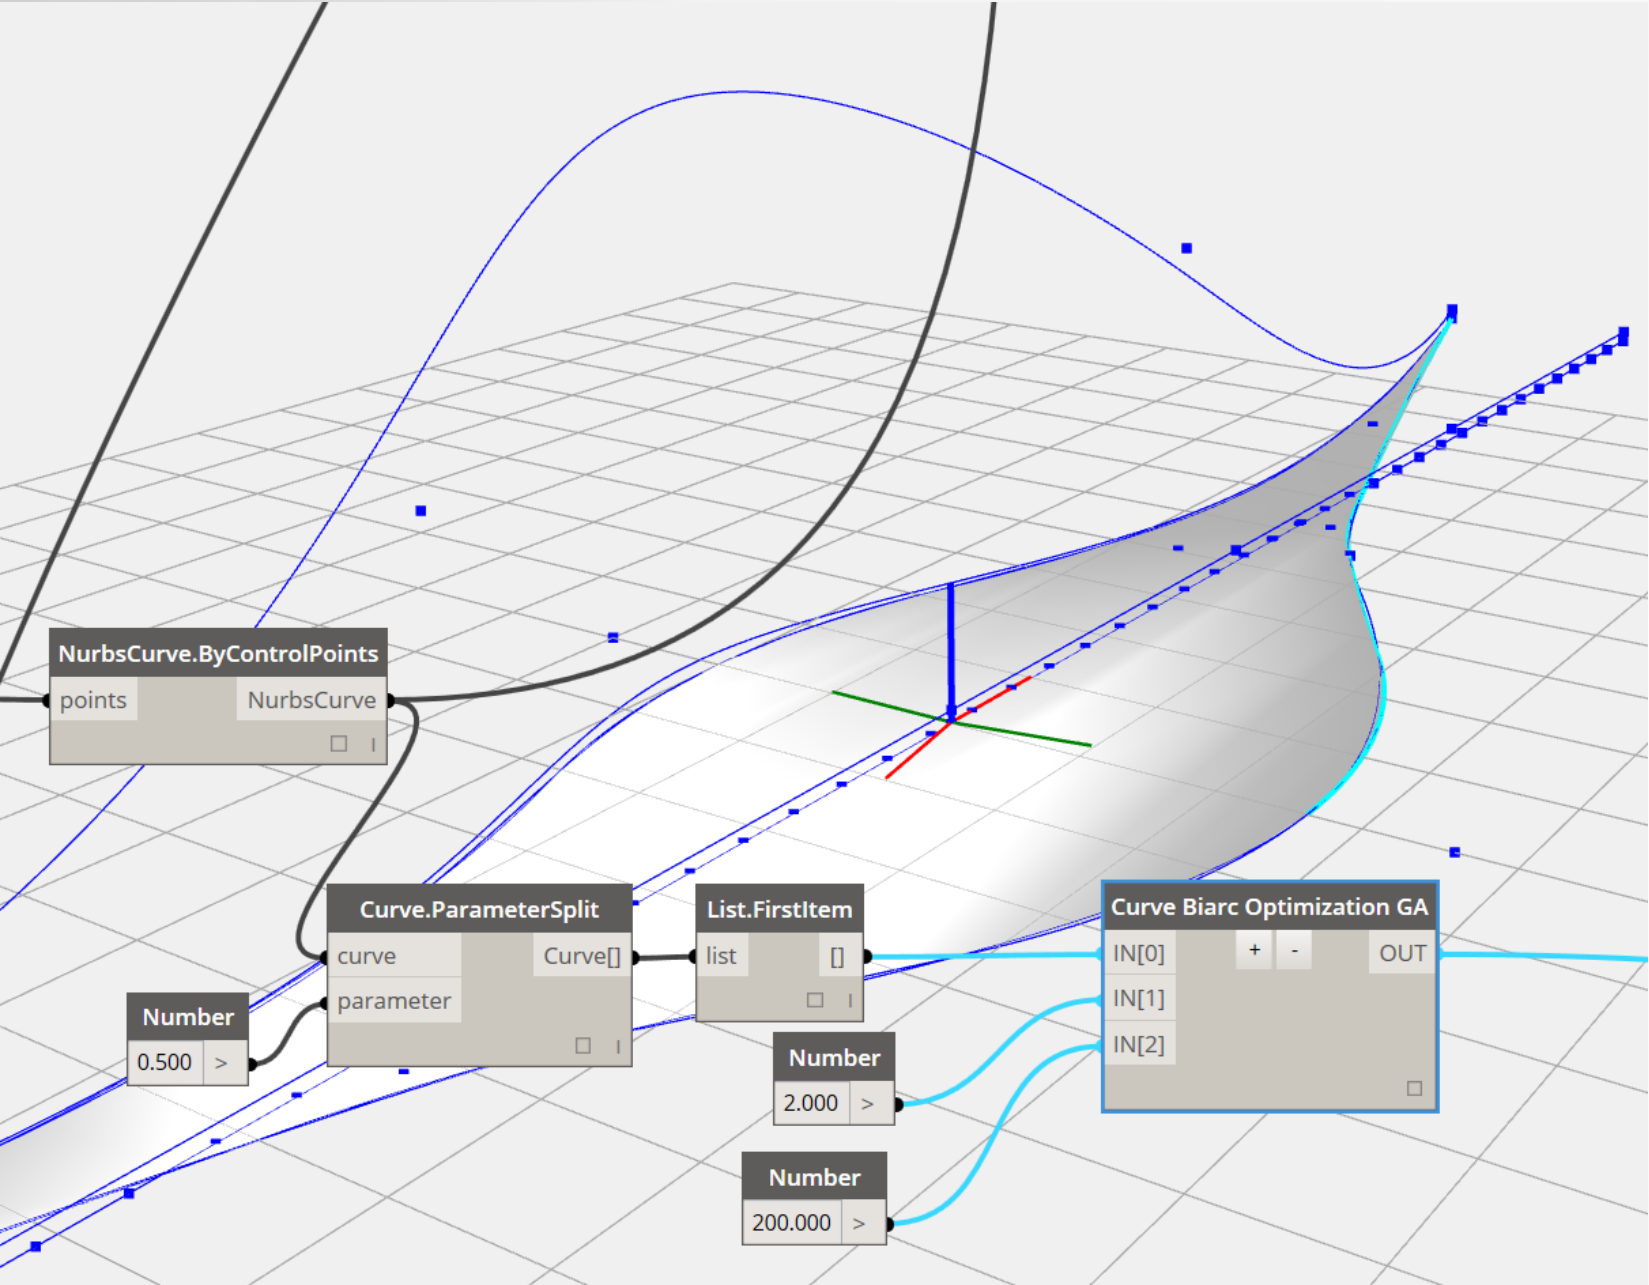 NurbsCurve.ByControlPoints
points NurbsCurve
Curve.ParameterSplit
curve Curve[]
parameter
Number
0.500 >
List.FirstItem
list []
Curve Biarc Optimization GA
IN[0] + - OUT
IN[1]
IN[2]
Number
2.000 >
Number
200.000 >